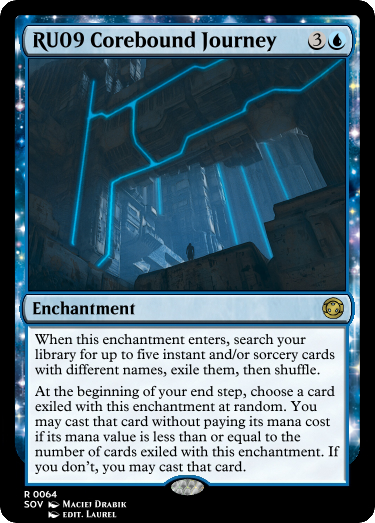 RU09 Corebound Journey 3
Enchantment
When this enchantment enters, search your
library for up to five instant and/or sorcery cards
with different names, exile them, then shuffle.
At the beginning of your end step, choose a card
exiled with this enchantment at random. You
may cast that card without paying its mana cost
if its mana value is less than or equal to the
number of cards exiled with this enchantment. If
you don't, you may cast that card.
R 0064
SOV Maciej Drabik
edit. Laurel